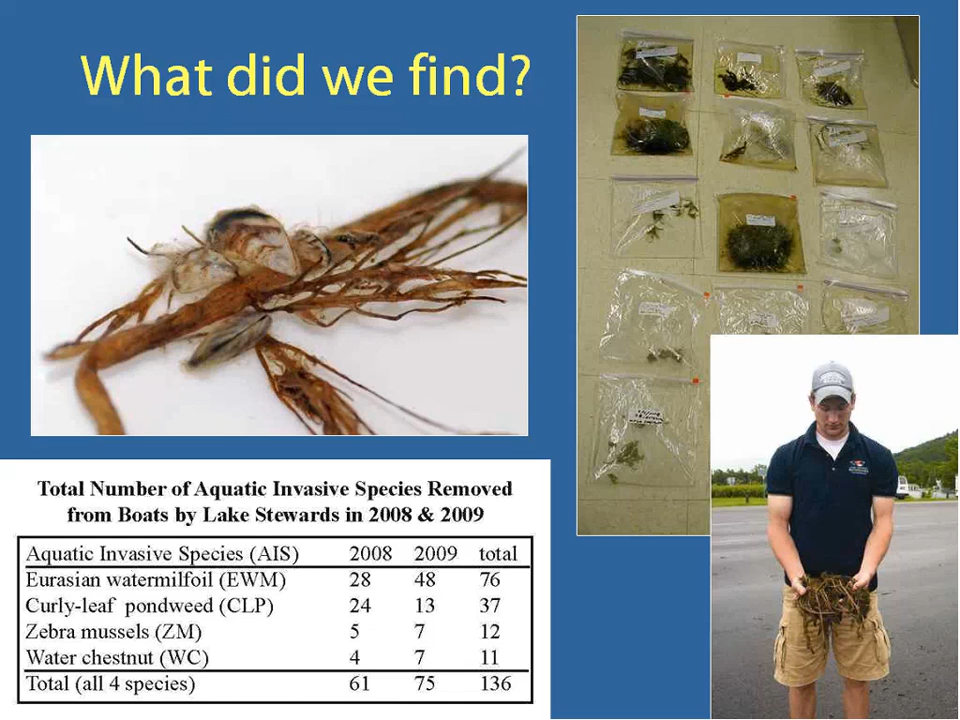 What did we find?
Total Number of Aquatic Invasive Species Removed
from Boats by Lake Stewards in 2008 & 2009
Aquatic Invasive Species (AIS) 2008 2009 total
Eurasian watermilfoil (EWM) 28 48 76
Curly-leaf pondweed (CLP) 24 13 37
Zebra mussels (ZM) 5 7 12
Water chestnut (WC) 4 7 11
Total (all 4 species) 61 75 136